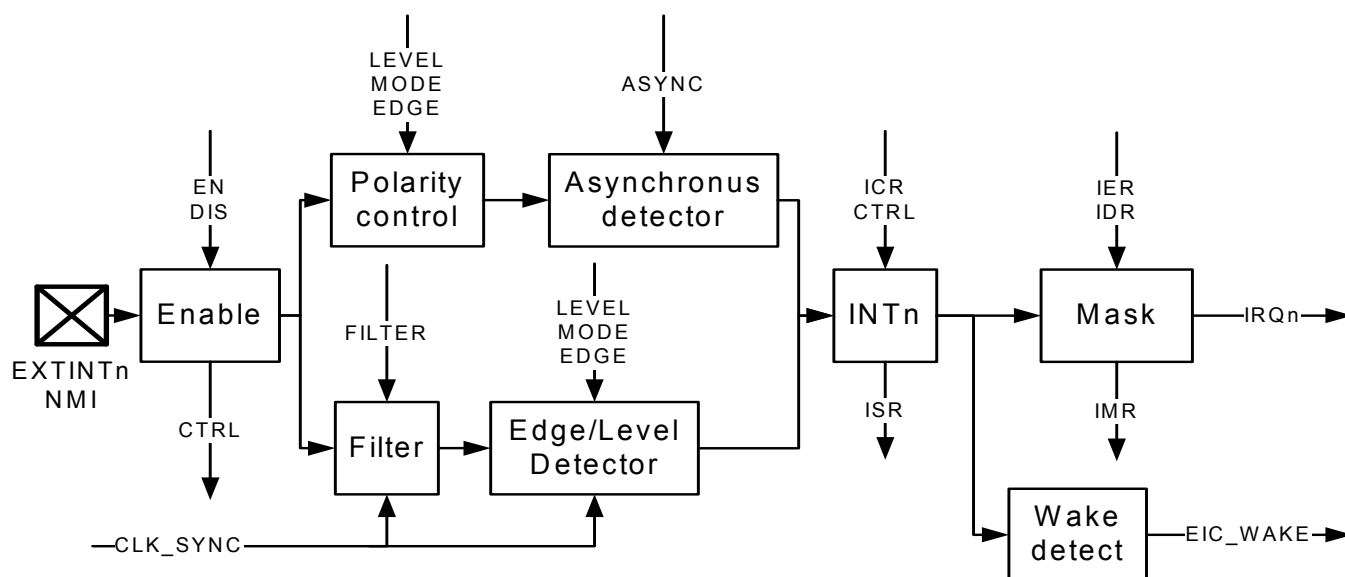 LEVEL
MODE
EDGE
ASYNC
EN
DIS
Polarity
control
Asynchronus
detector
ICR
CTRL
IER
IDR
Enable
FILTER
LEVEL
MODE
EDGE
INTn
Mask
IRQn
EXTINTn
NMI
CTRL
Filter
Edge/Level
Detector
ISR
IMR
CLK_SYNC
Wake
detect
EIC_WAKE